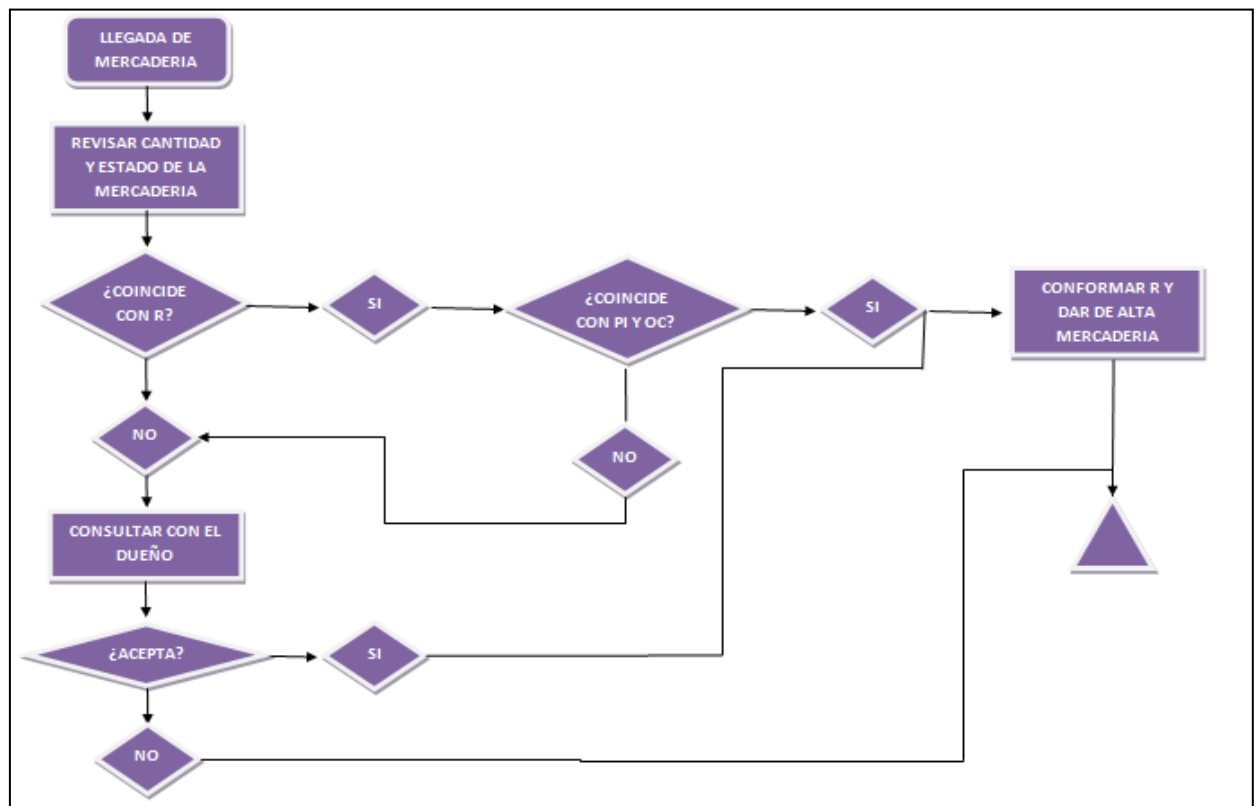 LLEGADA DE
MERCADERIA
REVISAR CANTIDAD
Y ESTADO DE LA
MERCADERIA
¿COINCIDE
CON R?
SI
¿COINCIDE
CON PI Y OC?
SI
CONFORMAR R Y
DAR DE ALTA
MERCADERIA
NO
NO
CONSULTAR CON EL
DUEÑO
¿ACEPTA?
SI
NO